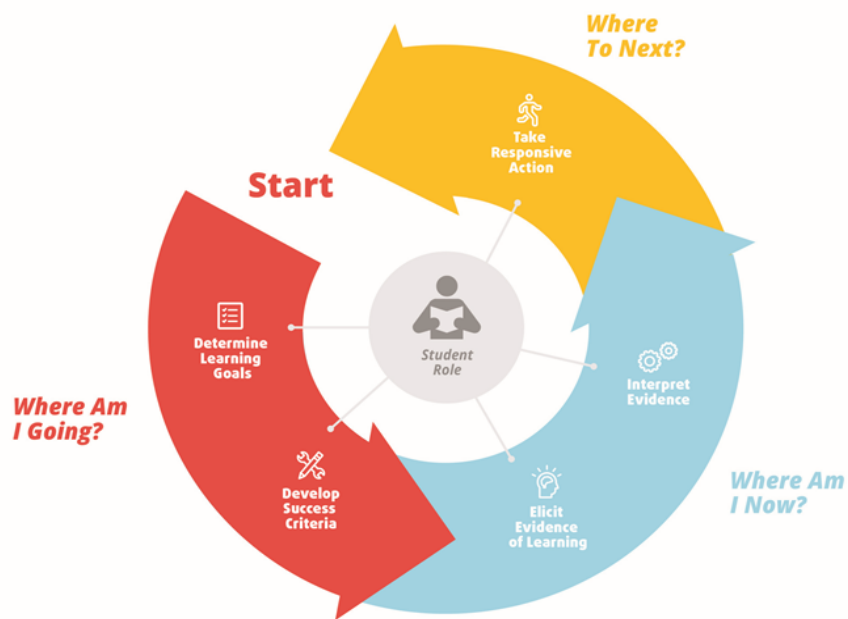 Where
To Next?
Take
Responsive
Action
Start
Determine
Learning
Goals
Student
Role
Interpret
Evidence
Where Am
I Going?
Develop
Success
Criteria
Elicit
Evidence
of Learning
Where Am
I Now?